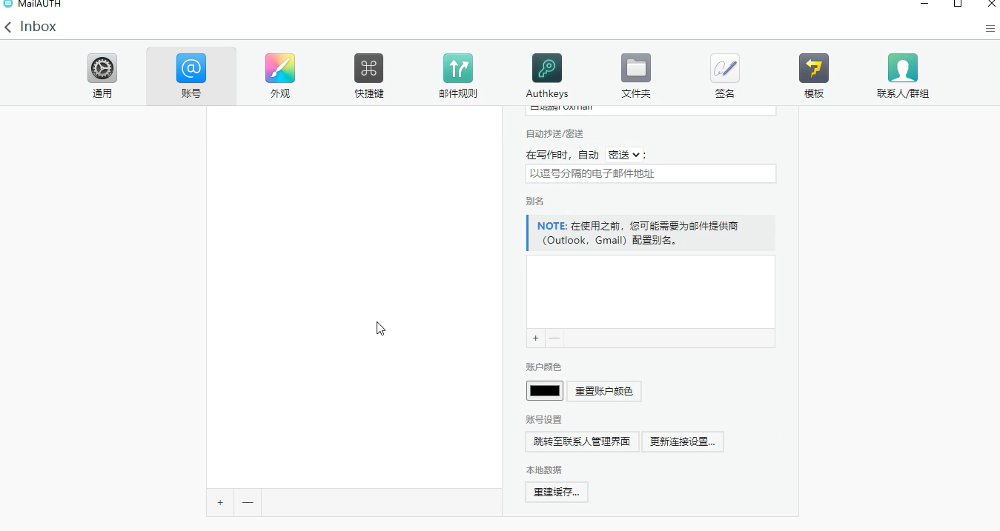 MailAUTH
Inbox
通用
账号
外观
快捷键
邮件规则
Authkeys
文件夹
签名
模板
联系人/群组
自动抄送/密送
在写作时，自动 密送 :
以逗号分隔的电子邮件地址
别名
NOTE: 在使用之前，您可能需要为邮件提供商
（Outlook，Gmail）配置别名。
+ —
账户颜色
重置账户颜色
账号设置
跳转至联系人管理界面 更新连接设置...
本地数据
重建缓存...
+ —